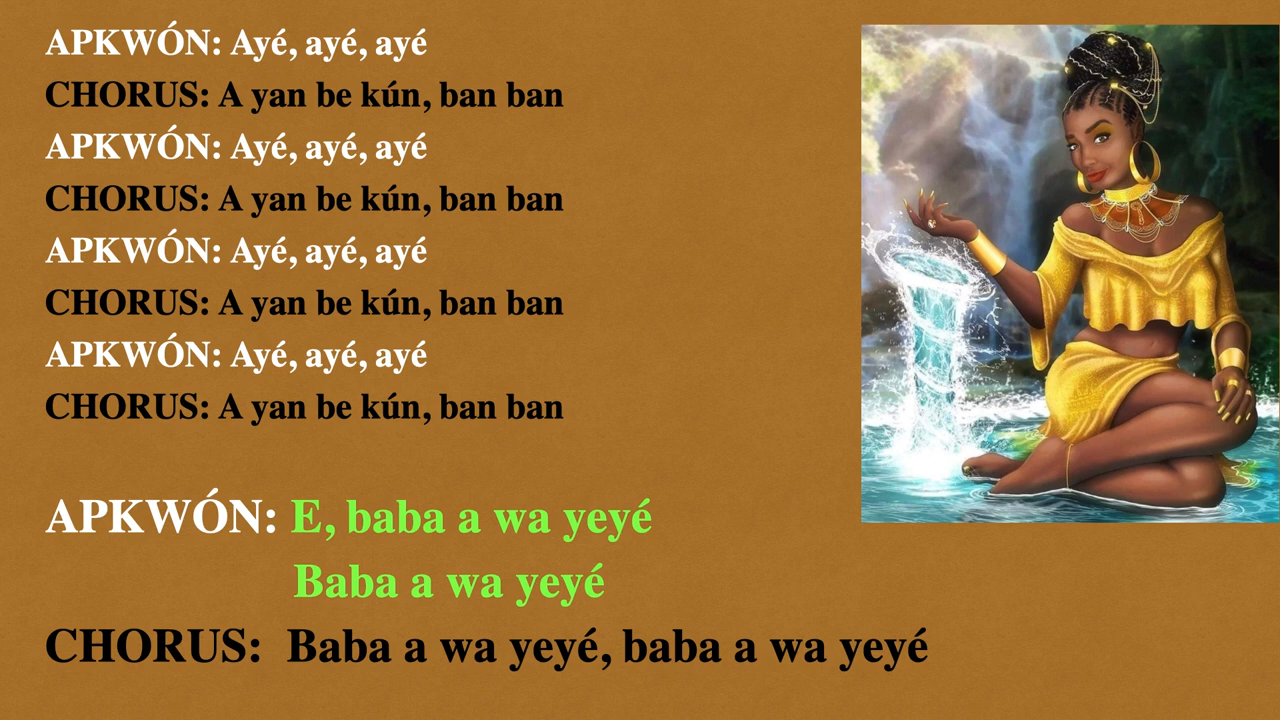 APKWÓN: Ayé, ayé, ayé
CHORUS: A yan be kún, ban ban
APKWÓN: Ayé, ayé, ayé
CHORUS: A yan be kún, ban ban
APKWÓN: Ayé, ayé, ayé
CHORUS: A yan be kún, ban ban
APKWÓN: Ayé, ayé, ayé
CHORUS: A yan be kún, ban ban
APKWÓN: E, baba a wa yeyé
Baba a wa yeyé
CHORUS: Baba a wa yeyé, baba a wa yeyé